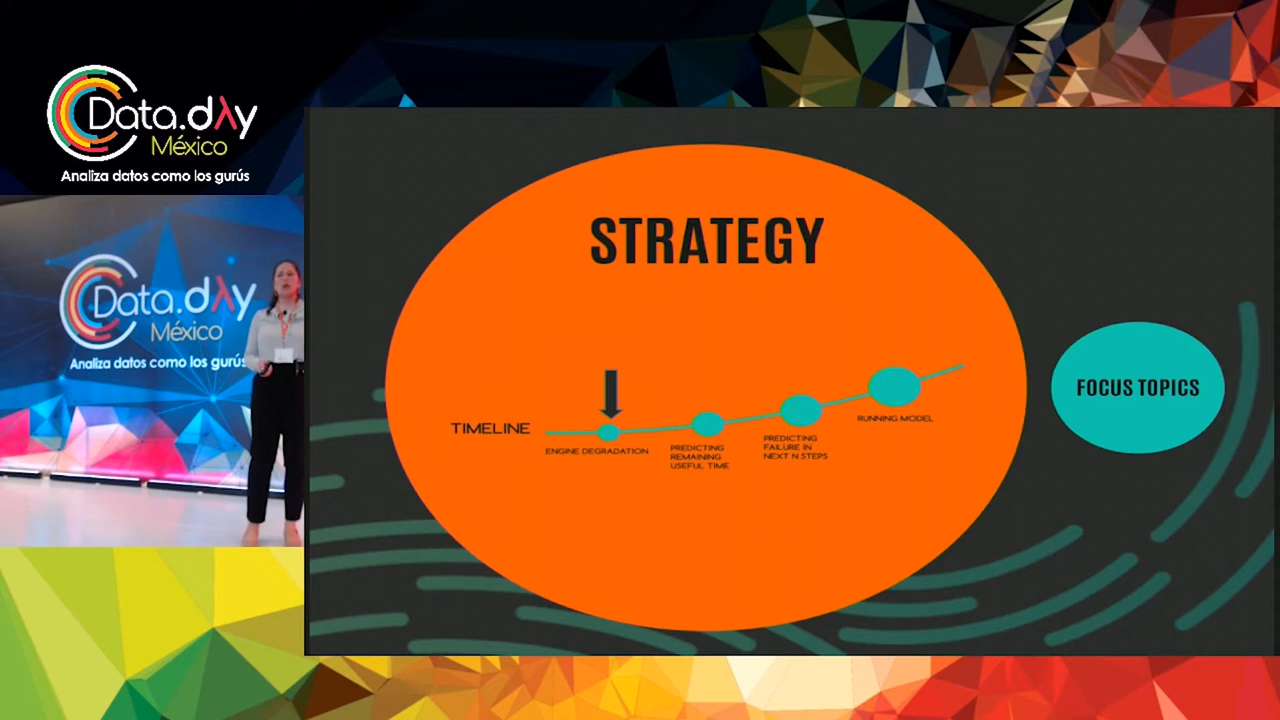 Data.dλy
México
Analiza datos como los gurús
Data.dλy
México
Analiza datos como los gurús
STRATEGY
TIMELINE
ENGINE DEGRADATION
PREDICTING
REMAINING
USEFUL TIME
PREDICTING
FAILURE IN
NEXT N STEPS
RUNNING MODEL
FOCUS TOPICS